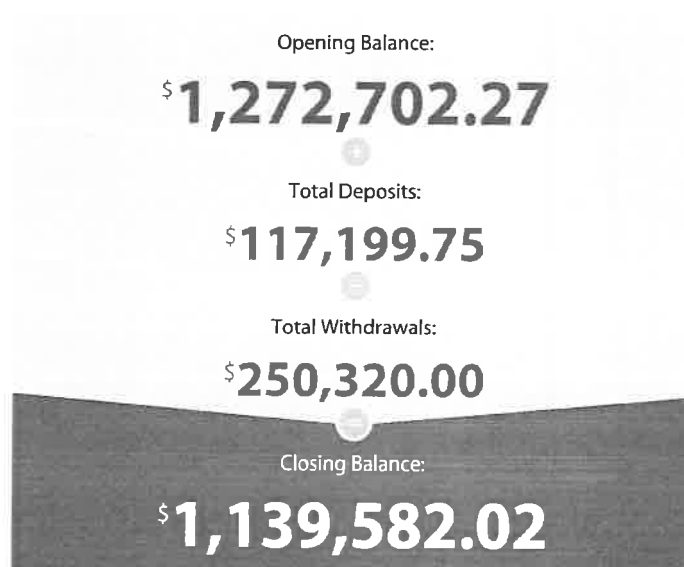 Opening Balance:
$1,272,702.27
+
Total Deposits:
$117,199.75
Total Withdrawals:
$250,320.00
Closing Balance:
$1,139,582.02